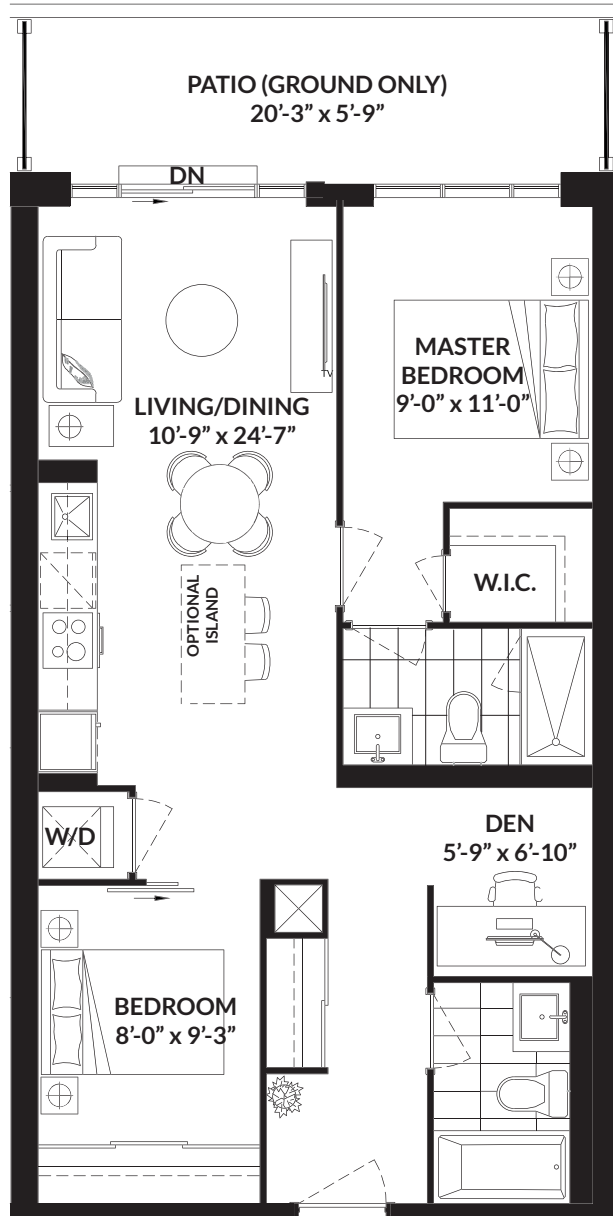 PATIO (GROUND ONLY)
20’-3” x 5’-9”
DN
MASTER
BEDROOM
9’-0” x 11’-0”
TV
LIVING/DINING
10’-9” x 24’-7”
W.I.C.
OPTIONAL
ISLAND
W/D
DEN
5’-9” x 6’-10”
BEDROOM
8’-0” x 9’-3”